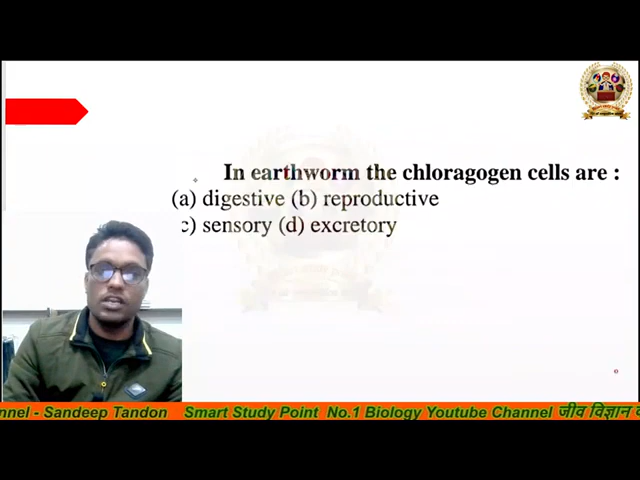 In earthworm the chloragogen cells are :
(a) digestive (b) reproductive
c) sensory (d) excretory
nnel - Sandeep Tandon Smart Study Point No.1 Biology Youtube Channel जीव विज्ञान